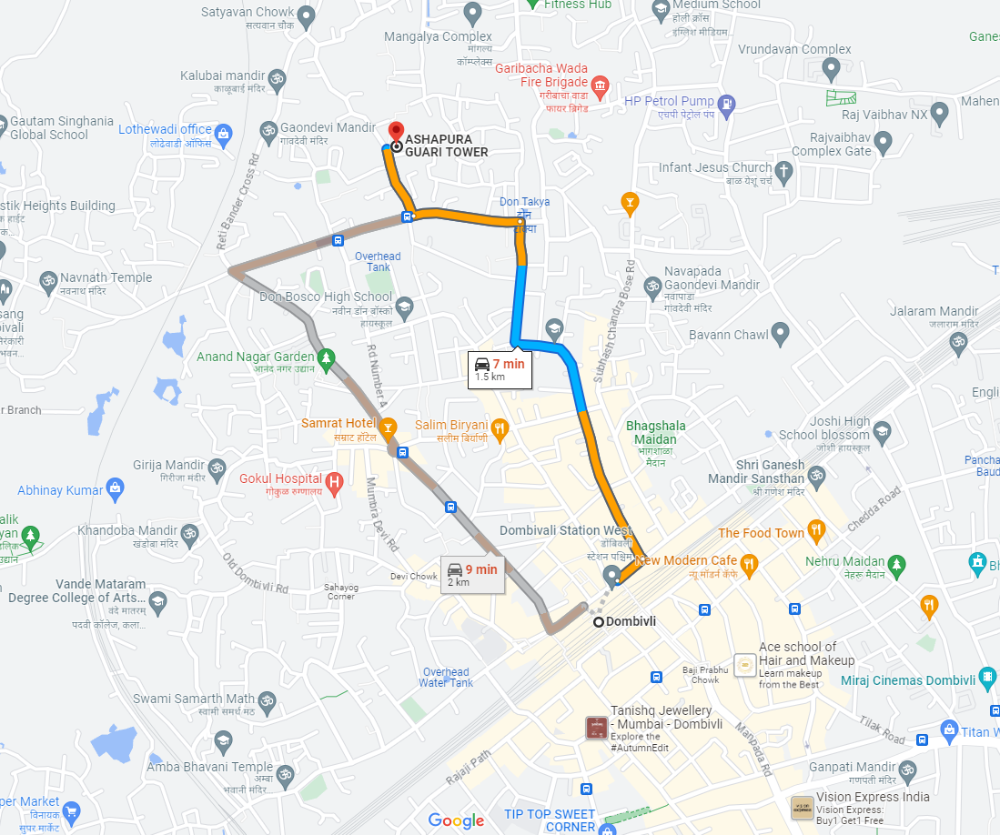 Satyavan Chowk
सत्यवान चौक
Mangalya Complex
मांगल्य
कॉम्प्लेक्स
Fitness Hub
Medium School
होली क्रॉस
इंग्लिश मीडियम...
Ganes
Vrundavan Complex
Kalubai mandir
काळूबाई मंदिर
Garibacha Wada
Fire Brigade
गरीबाचा वाडा
फायर ब्रिगेड
HP Petrol Pump
एचपी पेट्रोल पंप
Mahen
Raj Vaibhav NX
Gautam Singhania
Global School
Lothewadi office
लोढेवाडी ऑफिस
Gaondevi Mandir
गांवदेवी मंदिर
ASHAPURA
GUARI TOWER
Rajvaibhav
Complex Gate
Infant Jesus Church
बाळ येशू चर्च
Reti Bander Cross Rd
Don Takya
डॉन
टाक्या
stik Heights Building
Overhead
Tank
Navnath Temple
नवनाथ मंदिर
Don Bosco High School
नवीन डॉन बॉस्को
हायस्कूल
Subhash Chandra Bose Rd
Navapada
Gaondevi Mandir
नवापाडा
गांवदेवी मंदिर
Jalaram Mandir
जलाराम मंदिर
Bavann Chawl
Anand Nagar Garden
आनंद नगर उद्यान
Rd Number 4
7 min
1.5 km
r Branch
Engli
Samrat Hotel
सम्राट हॉटेल
Salim Biryani
सलीम बिर्याणी
Bhagshala
Maidan
भागशाळा
मैदान
Joshi High
School blossom
जोशी हायस्कूल
Girija Mandir
गिरीजा मंदिर
Gokul Hospital
गोकुळ रुग्णालय
Shri Ganesh
Mandir Sansthan
श्री गणेश मंदिर
Pancha
Baud
Abhinay Kumar
Mumbra Devi Rd
Chedda Road
Khandoba Mandir
खंडोबा मंदिर
Dombivali Station West
डोंबिवली
स्टेशन पश्चिम
The Food Town
New Modern Cafe
न्यू मॉडर्न कॅफे
Nehru Maidan
नेहरू मैदान
Old Dombivli Rd
Devi Chowk
9 min
2 km
Vande Mataram
Degree College of Arts...
वंदे मातरम्
पदवी कॉलेज, कला...
Sahayog
Corner
Dombivli
Ace school of
Hair and Makeup
Learn makeup
from the Best
Overhead
Water Tank
Baji Prabhu
Chowk
Miraj Cinemas Dombivli
Swami Samarth Math
स्वामी समर्थ मठ
Tanishq Jewellery
- Mumbai - Dombivli
Explore the
#AutumnEdit
Manpada Rd
Tilak Road
Titan W
Rajaji Path
Amba Bhavani Temple
अंबा
भवानी मंदिर...
Ganpati Mandir
गणपती मंदिर
per Market
विनायक
सुपर मार्केट
Google
TIP TOP SWEET
CORNER
Vision Express India
Vision Express:
Buy1 Get1 Free